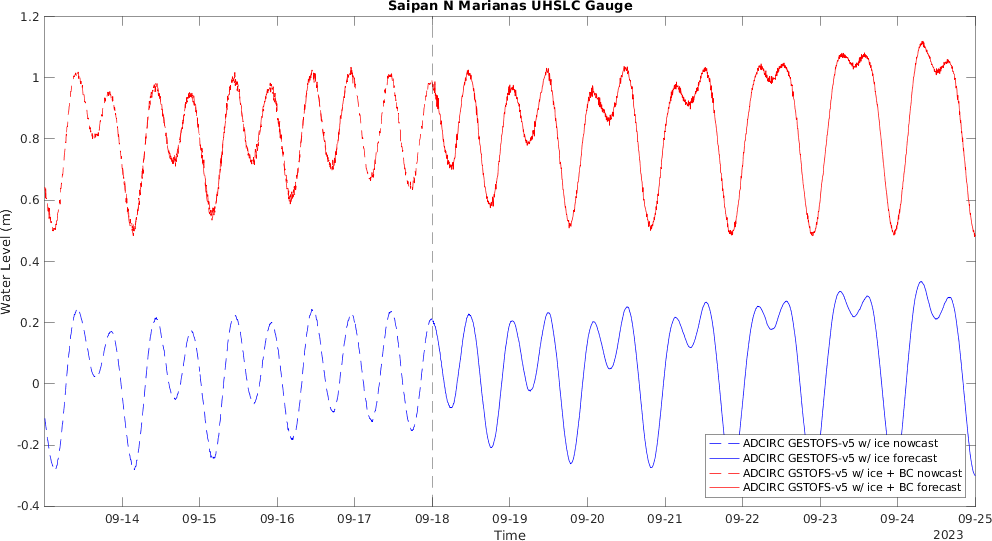 Saipan N Marianas UHSLC Gauge
1.2
1
0.8
0.6
0.4
0.2
0
-0.2
-0.4
Water Level (m)
ADCIRC GESTOFS-v5 w/ ice nowcast
ADCIRC GESTOFS-v5 w/ ice forecast
ADCIRC GSTOFS-v5 w/ ice + BC nowcast
ADCIRC GSTOFS-v5 w/ ice + BC forecast
09-14 09-15 09-16 09-17 09-18 09-19 09-20 09-21 09-22 09-23 09-24 09-25
Time
2023